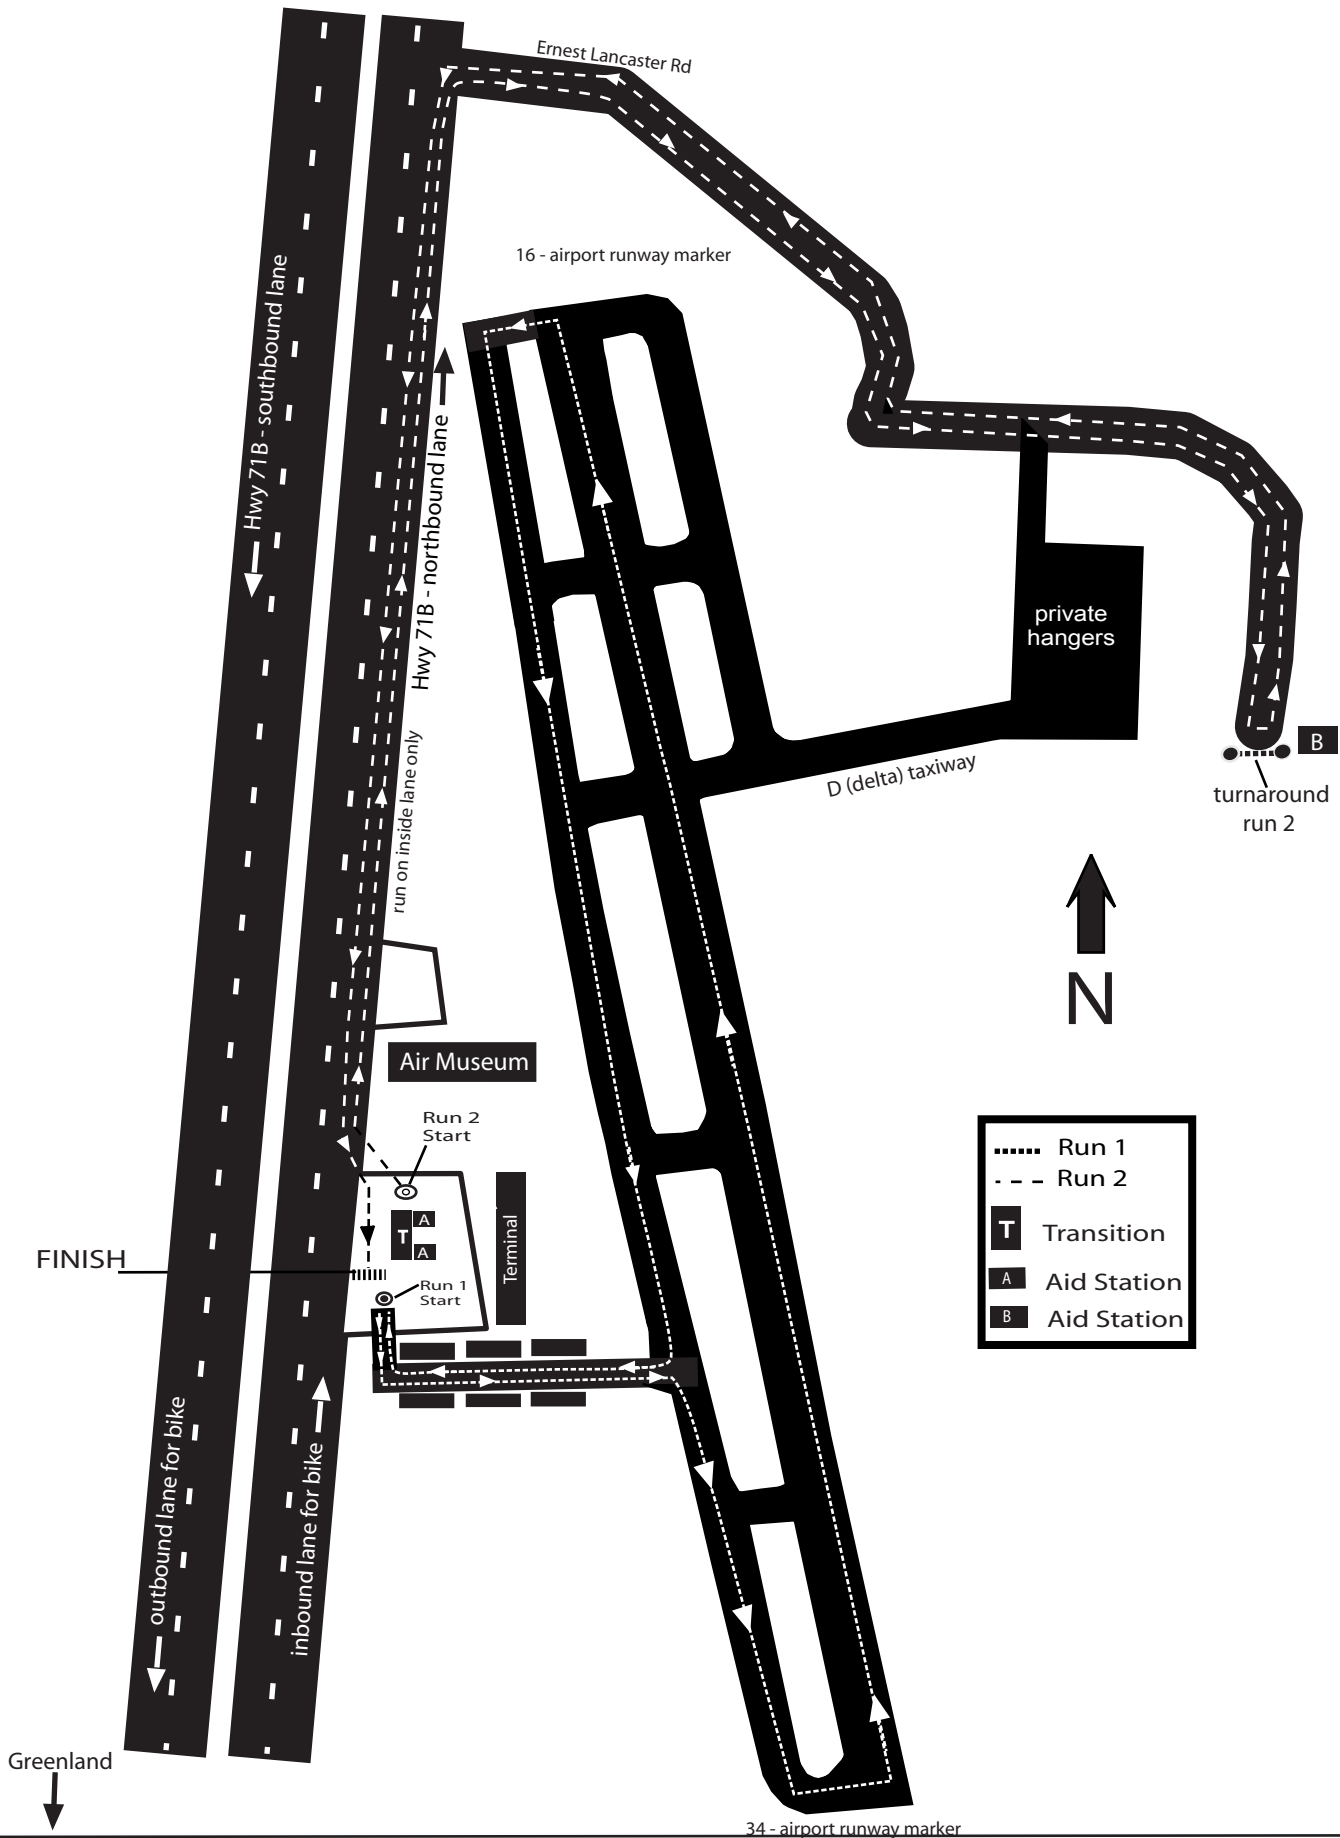 Ernest Lancaster Rd
16 - airport runway marker
Hwy 71B - southbound lane
Hwy 71B - northbound lane
run on inside lane only
private
hangers
D (delta) taxiway
B
turnaround
run 2
N
Air Museum
Run 2
Start
A
T
A
Terminal
FINISH
Run 1
Start
Run 1
Run 2
T Transition
A Aid Station
B Aid Station
outbound lane for bike
inbound lane for bike
Greenland
34 - airport runway marker